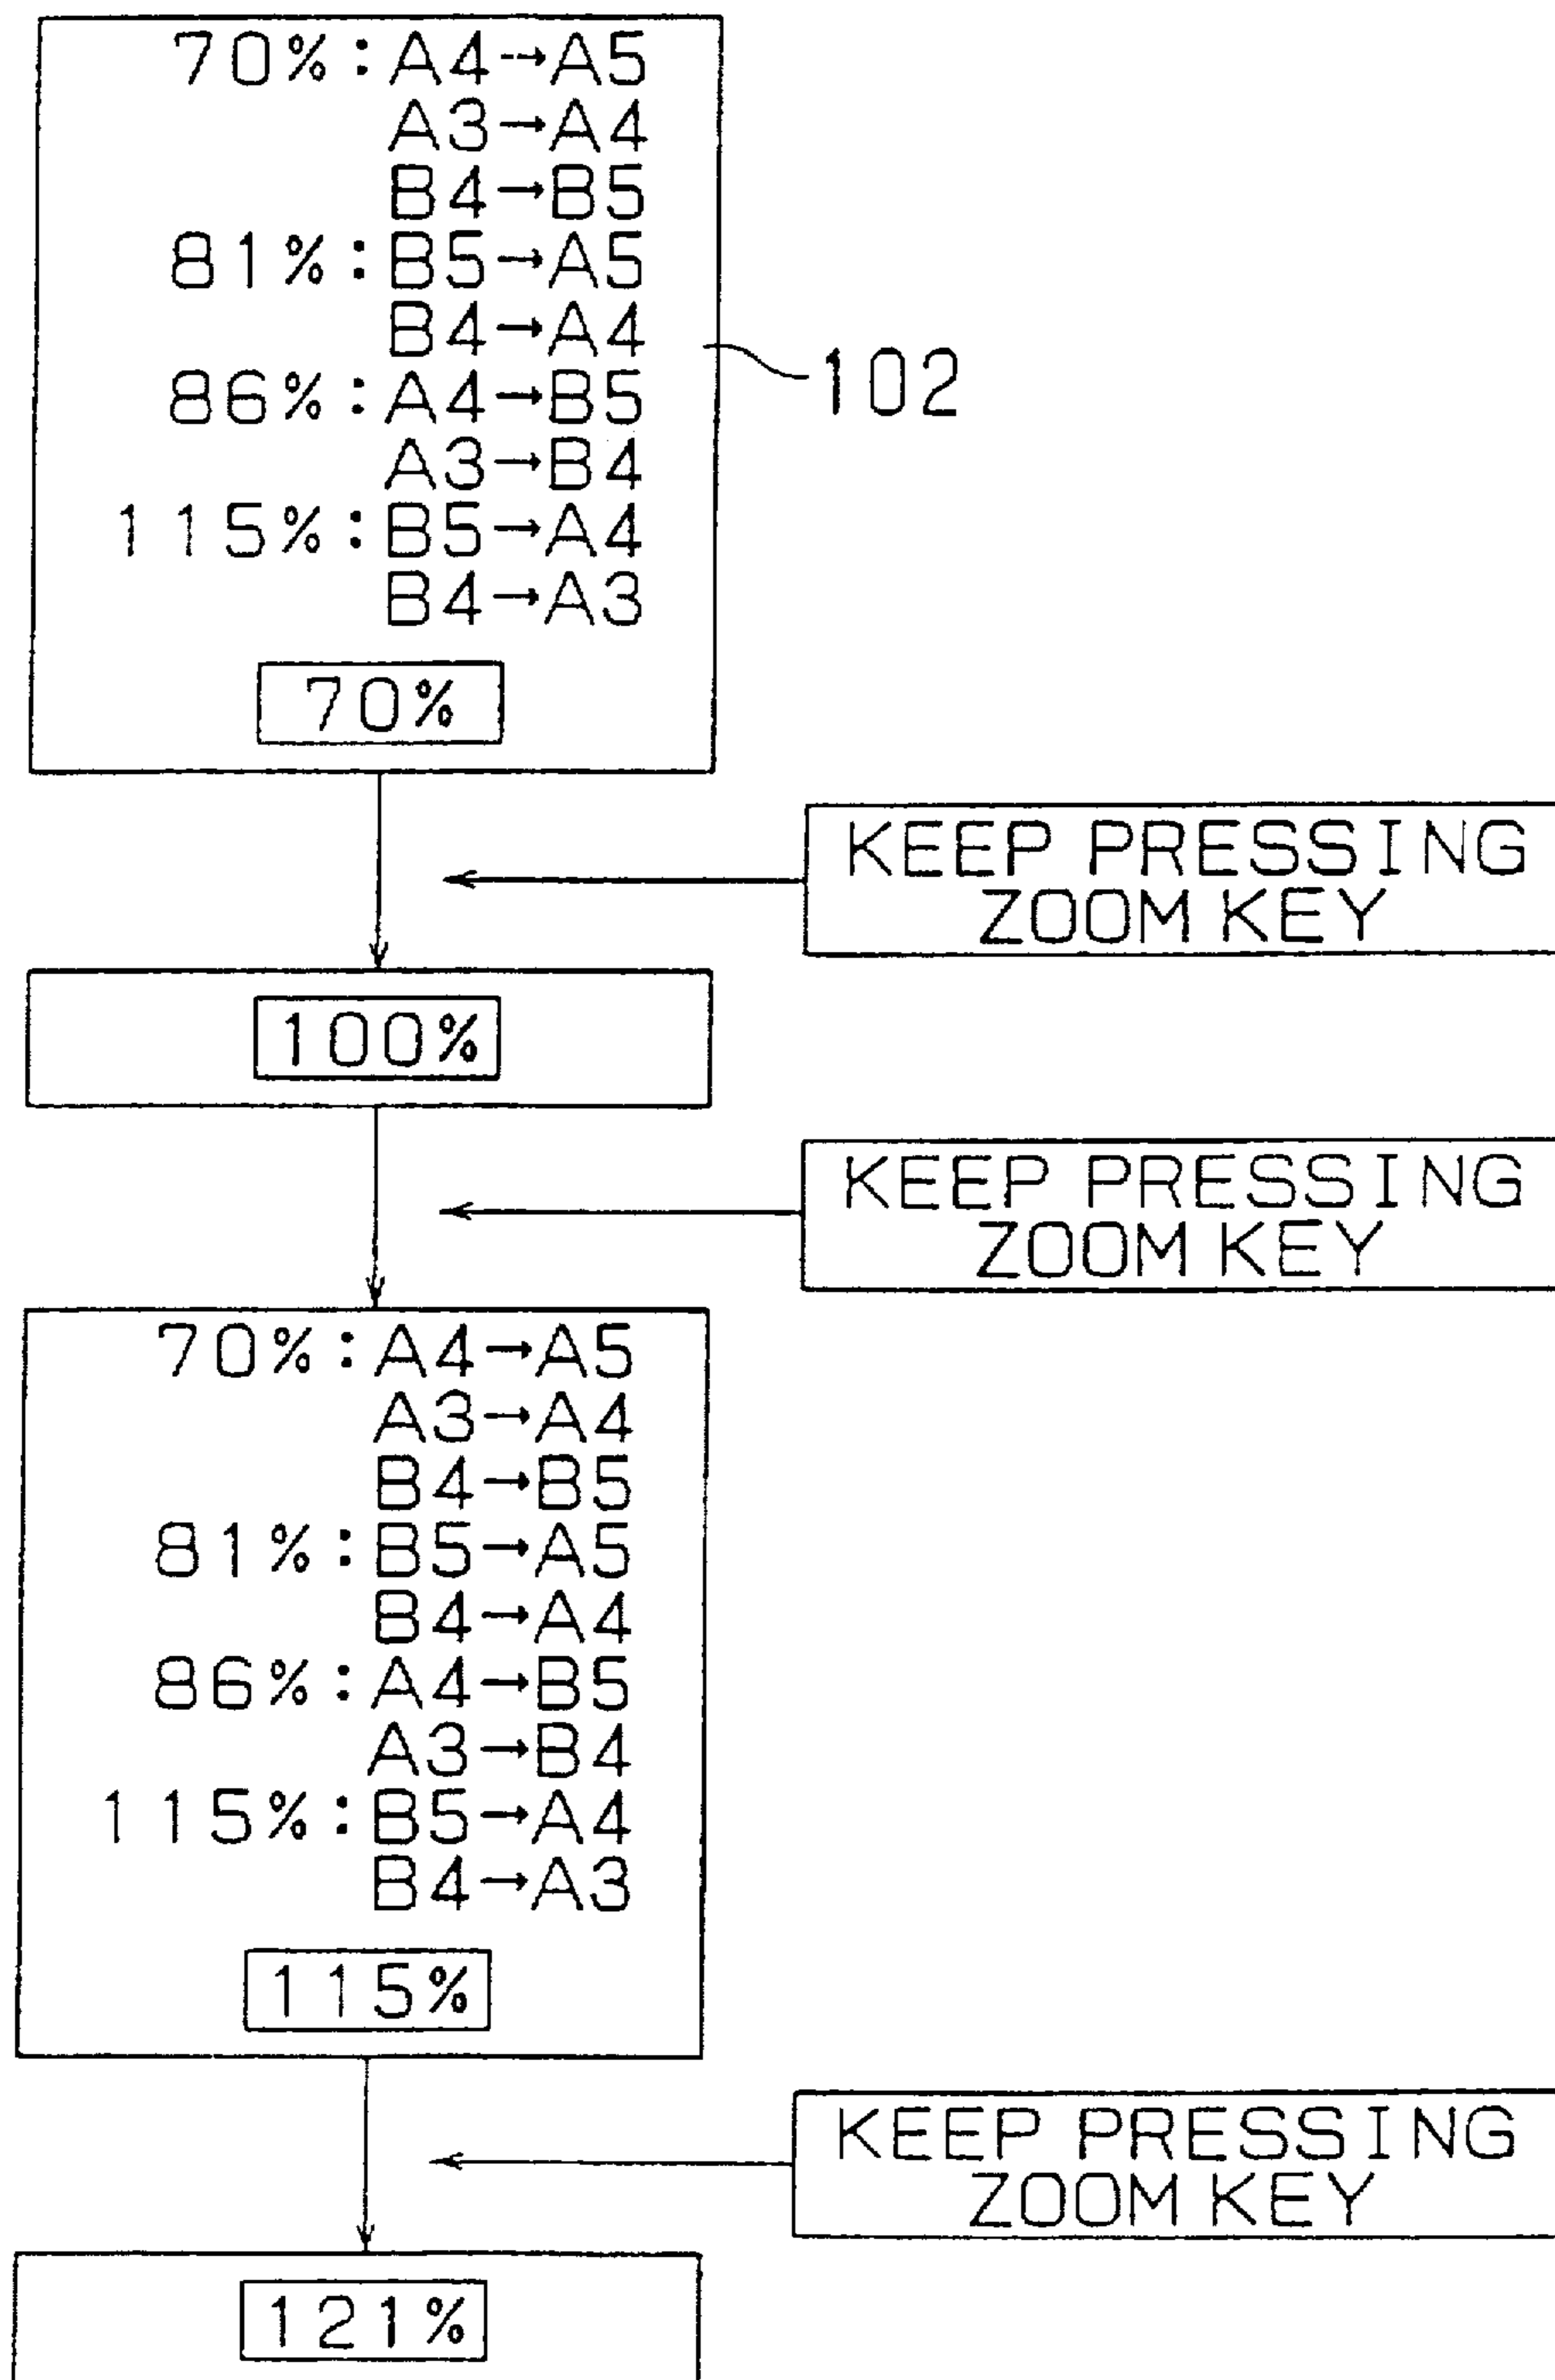 70%:A4→A5
A3→A4
B4→B5
81%:B5→A5
B4→A4
86%:A4→B5
A3→B4
115%:B5→A4
B4→A3
70%
102
KEEP PRESSING
ZOOM KEY
100%
KEEP PRESSING
ZOOM KEY
70%:A4→A5
A3→A4
B4→B5
81%:B5→A5
B4→A4
86%:A4→B5
A3→B4
115%:B5→A4
B4→A3
115%
KEEP PRESSING
ZOOM KEY
121%